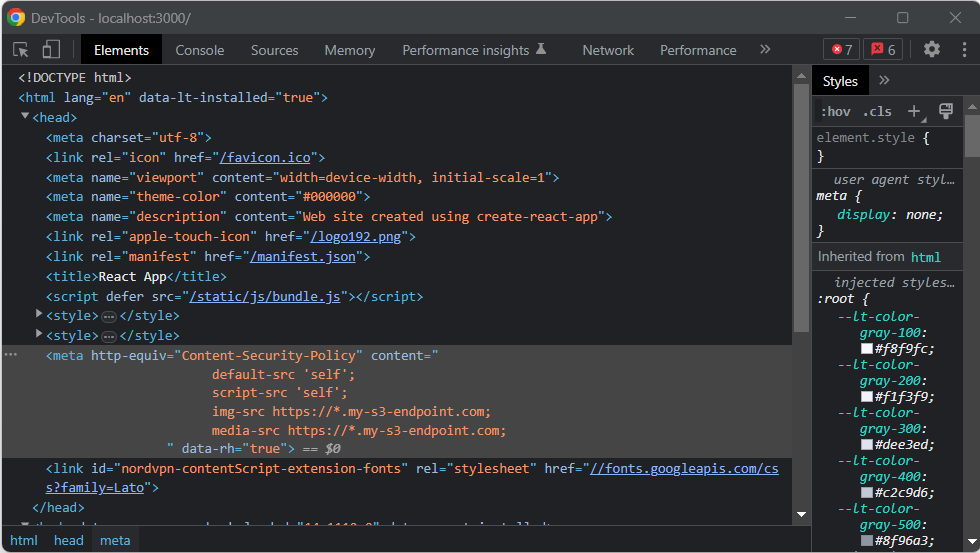 DevTools - localhost:3000/
Elements Console Sources Memory Performance insights Network Performance » 7 6
<!DOCTYPE html>
<html lang="en" data-lt-installed="true">
<head>
<meta charset="utf-8">
<link rel="icon" href="/favicon.ico">
<meta name="viewport" content="width=device-width, initial-scale=1">
<meta name="theme-color" content="#000000">
<meta name="description" content="Web site created using create-react-app">
<link rel="apple-touch-icon" href="/logo192.png">
<link rel="manifest" href="/manifest.json">
<title>React App</title>
<script defer src="/static/js/bundle.js"></script>
<style>…</style>
<style>…</style>
<meta http-equiv="Content-Security-Policy" content="
default-src 'self';
script-src 'self';
img-src https://*.my-s3-endpoint.com;
media-src https://*.my-s3-endpoint.com;
" data-rh="true"> == $0
<link id="nordvpn-contentScript-extension-fonts" rel="stylesheet" href="//fonts.googleapis.com/cs
s?family=Lato">
</head>
html head meta
Styles »
:hov .cls +
element.style {
}
user agent styl…
meta {
display: none;
}
Inherited from html
injected styles…
:root {
--lt-color-
gray-100:
#f8f9fc;
--lt-color-
gray-200:
#f1f3f9;
--lt-color-
gray-300:
#dee3ed;
--lt-color-
gray-400:
#c2c9d6;
--lt-color-
gray-500:
#8f96a3;